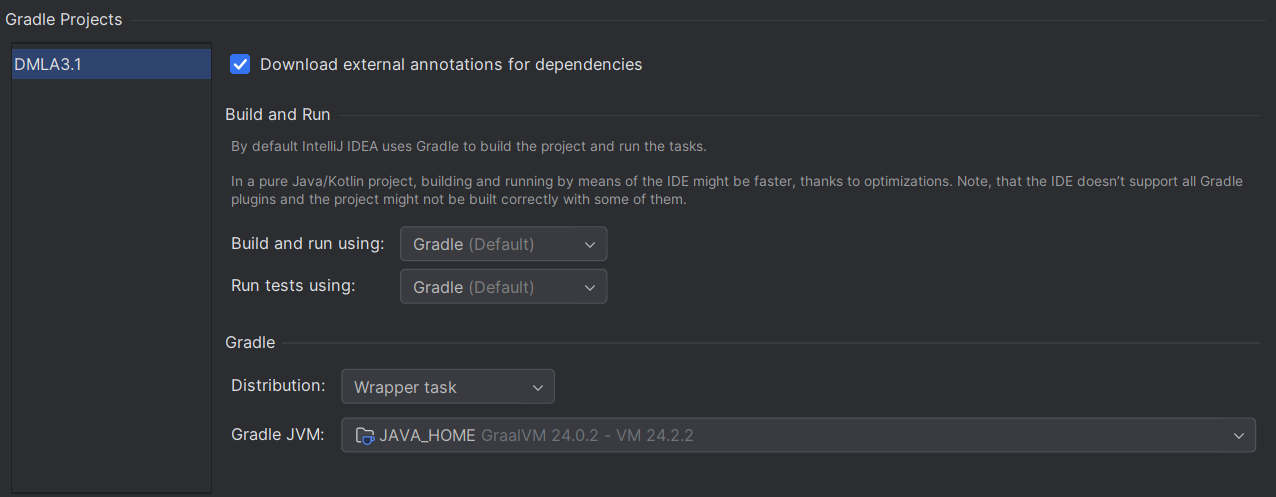 Gradle Projects
DMLA3.1
Download external annotations for dependencies
Build and Run
By default IntelliJ IDEA uses Gradle to build the project and run the tasks.
In a pure Java/Kotlin project, building and running by means of the IDE might be faster, thanks to optimizations. Note, that the IDE doesn't support all Gradle
plugins and the project might not be built correctly with some of them.
Build and run using: Gradle (Default)
Run tests using: Gradle (Default)
Gradle
Distribution: Wrapper task
Gradle JVM: JAVA_HOME GraalVM 24.0.2 - VM 24.2.2